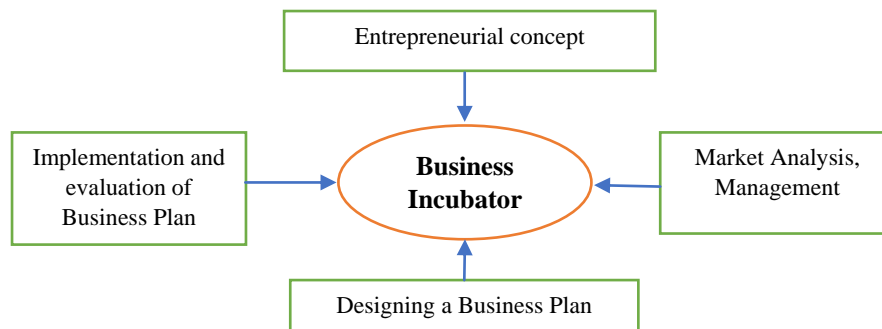 Entrepreneurial concept
Implementation and
evaluation of
Business Plan
Business
Incubator
Market Analysis,
Management
Designing a Business Plan